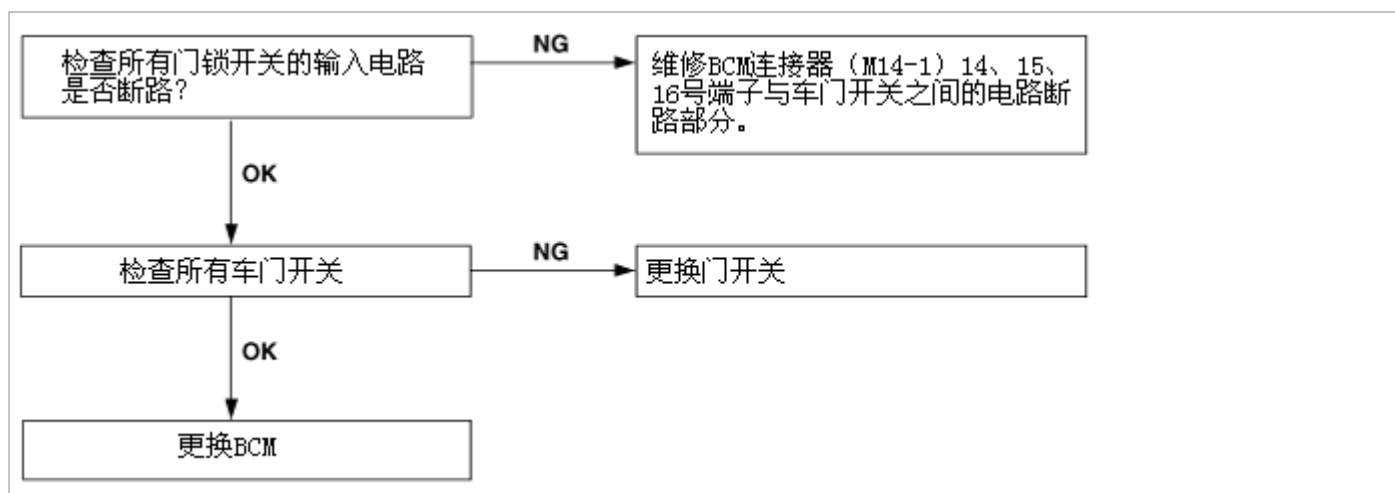 检查所有门锁开关的输入电路
是否断路？
NG
维修BCM连接器（M14-1）14、15、
16号端子与车门开关之间的电路断
路部分。
OK
检查所有车门开关
NG
更换门开关
OK
更换BCM